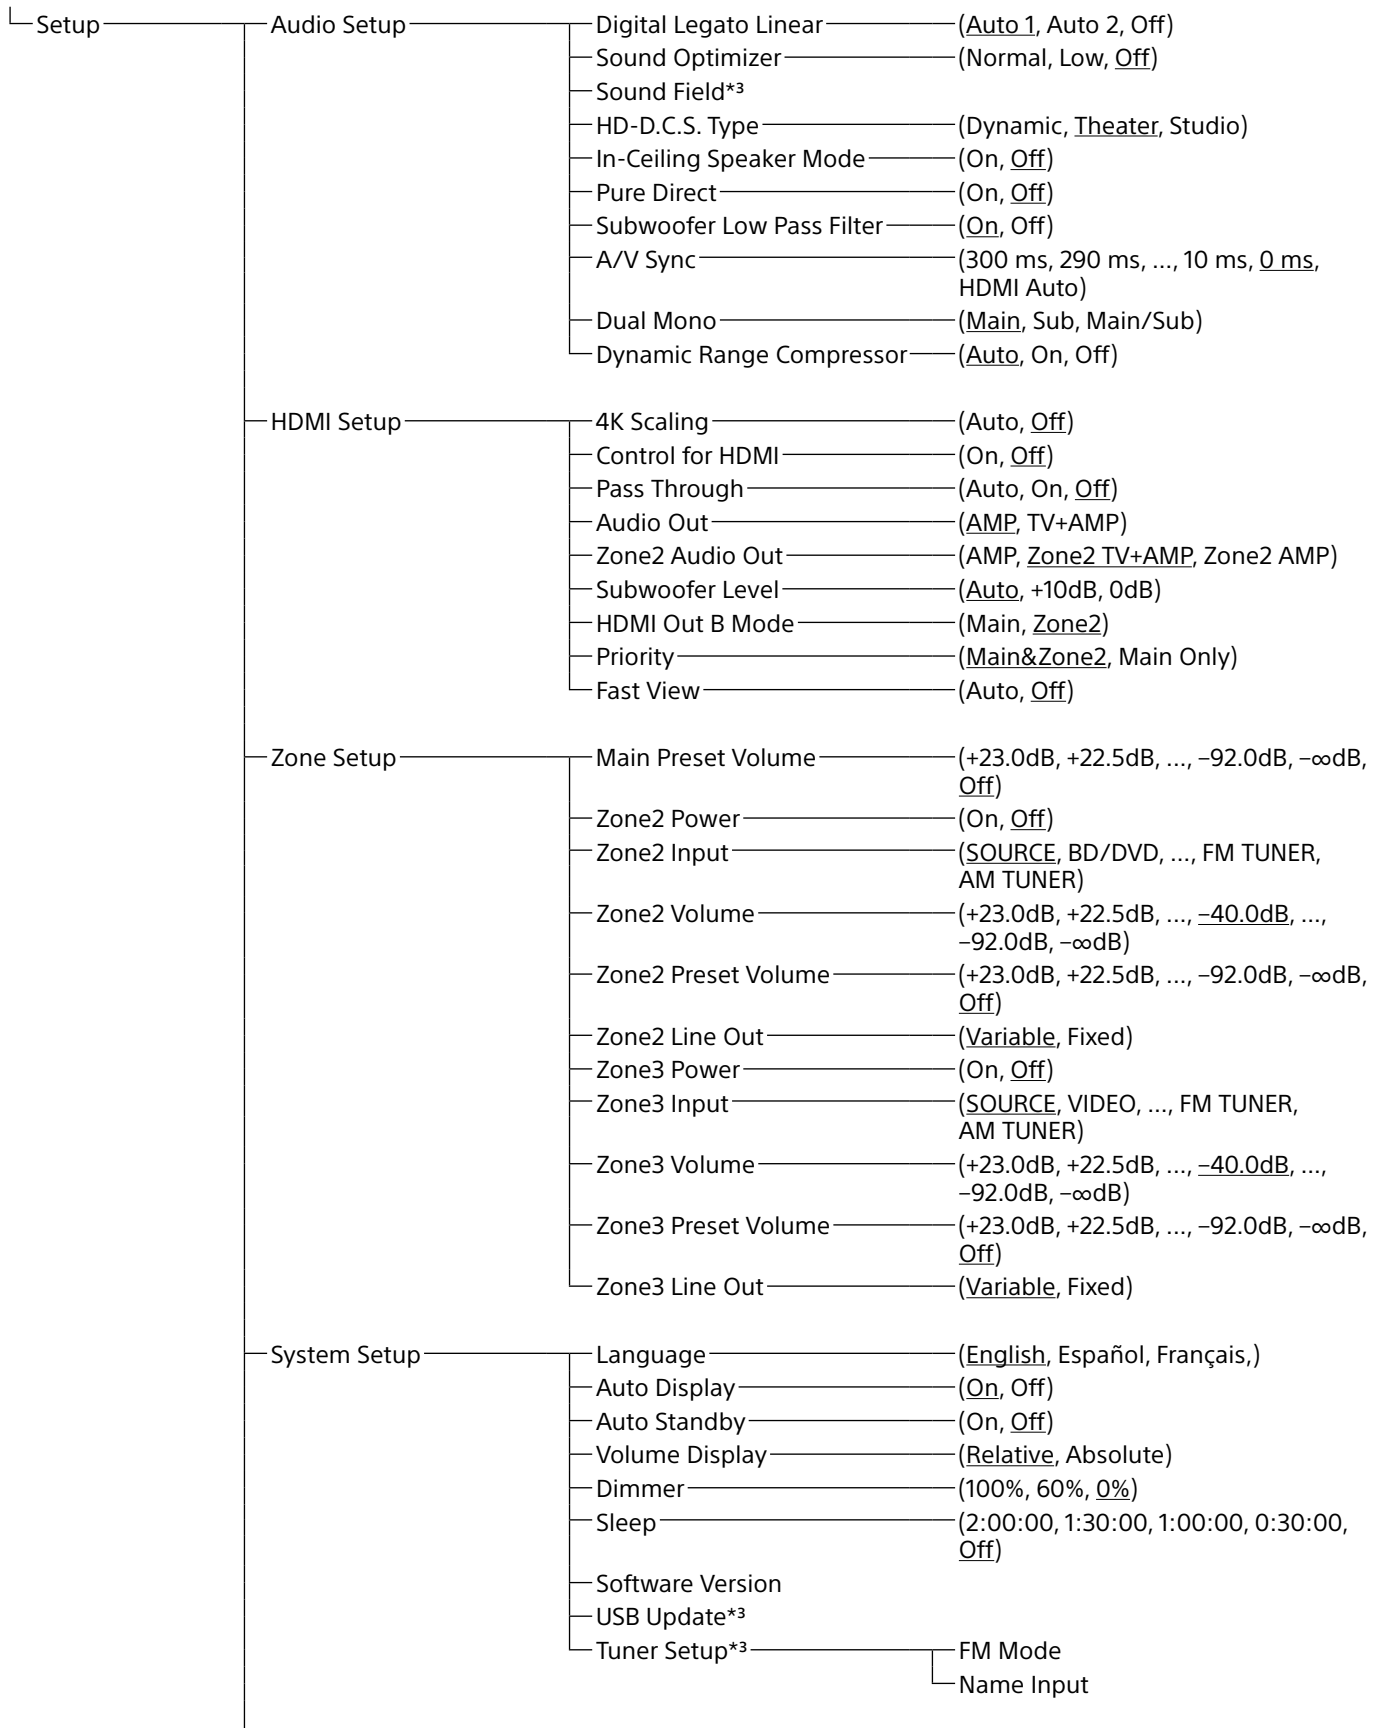 Setup Audio Setup Digital Legato Linear (Auto 1, Auto 2, Off)
Sound Optimizer (Normal, Low, Off)
Sound Field*³
HD-D.C.S. Type (Dynamic, Theater, Studio)
In-Ceiling Speaker Mode (On, Off)
Pure Direct (On, Off)
Subwoofer Low Pass Filter (On, Off)
A/V Sync (300 ms, 290 ms, ..., 10 ms, 0 ms,
HDMI Auto)
Dual Mono (Main, Sub, Main/Sub)
Dynamic Range Compressor (Auto, On, Off)
HDMI Setup 4K Scaling (Auto, Off)
Control for HDMI (On, Off)
Pass Through (Auto, On, Off)
Audio Out (AMP, TV+AMP)
Zone2 Audio Out (AMP, Zone2 TV+AMP, Zone2 AMP)
Subwoofer Level (Auto, +10dB, 0dB)
HDMI Out B Mode (Main, Zone2)
Priority (Main&Zone2, Main Only)
Fast View (Auto, Off)
Zone Setup Main Preset Volume (+23.0dB, +22.5dB, ..., –92.0dB, –∞dB,
Off)
Zone2 Power (On, Off)
Zone2 Input (SOURCE, BD/DVD, ..., FM TUNER,
AM TUNER)
Zone2 Volume (+23.0dB, +22.5dB, ..., –40.0dB, ...,
–92.0dB, –∞dB)
Zone2 Preset Volume (+23.0dB, +22.5dB, ..., –92.0dB, –∞dB,
Off)
Zone2 Line Out (Variable, Fixed)
Zone3 Power (On, Off)
Zone3 Input (SOURCE, VIDEO, ..., FM TUNER,
AM TUNER)
Zone3 Volume (+23.0dB, +22.5dB, ..., –40.0dB, ...,
–92.0dB, –∞dB)
Zone3 Preset Volume (+23.0dB, +22.5dB, ..., –92.0dB, –∞dB,
Off)
Zone3 Line Out (Variable, Fixed)
System Setup Language (English, Español, Français,)
Auto Display (On, Off)
Auto Standby (On, Off)
Volume Display (Relative, Absolute)
Dimmer (100%, 60%, 0%)
Sleep (2:00:00, 1:30:00, 1:00:00, 0:30:00,
Off)
Software Version
USB Update*³
Tuner Setup*³ FM Mode
Name Input